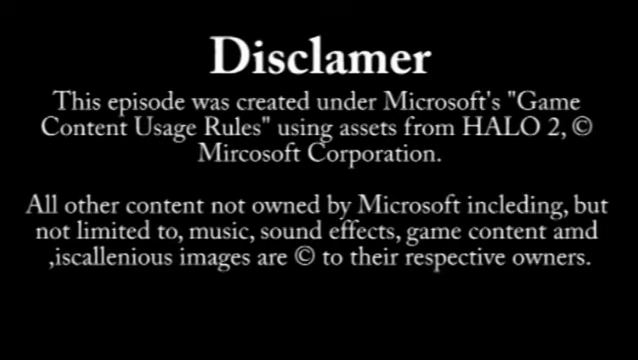 Disclamer
This episode was created under Microsoft's "Game
Content Usage Rules" using assets from HALO 2, ©
Mircosoft Corporation.
All other content not owned by Microsoft incleding, but
not limited to, music, sound effects, game content amd
,iscallenious images are © to their respective owners.